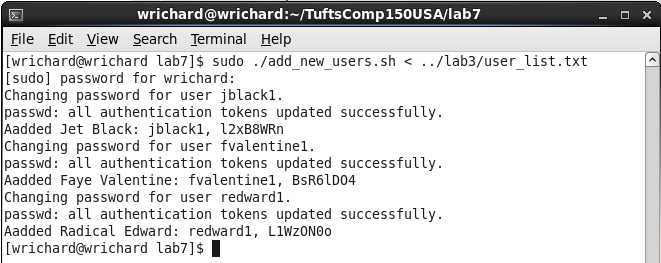 wrichard@wrichard:~/TuftsComp150USA/lab7
File Edit View Search Terminal Help
[wrichard@wrichard lab7]$ sudo ./add_new_users.sh < ../lab3/user_list.txt
[sudo] password for wrichard:
Changing password for user jblack1.
passwd: all authentication tokens updated successfully.
Aadded Jet Black: jblack1, l2xB8WRn
Changing password for user fvalentine1.
passwd: all authentication tokens updated successfully.
Aadded Faye Valentine: fvalentine1, BsR6lDO4
Changing password for user redward1.
passwd: all authentication tokens updated successfully.
Aadded Radical Edward: redward1, L1WzON0o
[wrichard@wrichard lab7]$